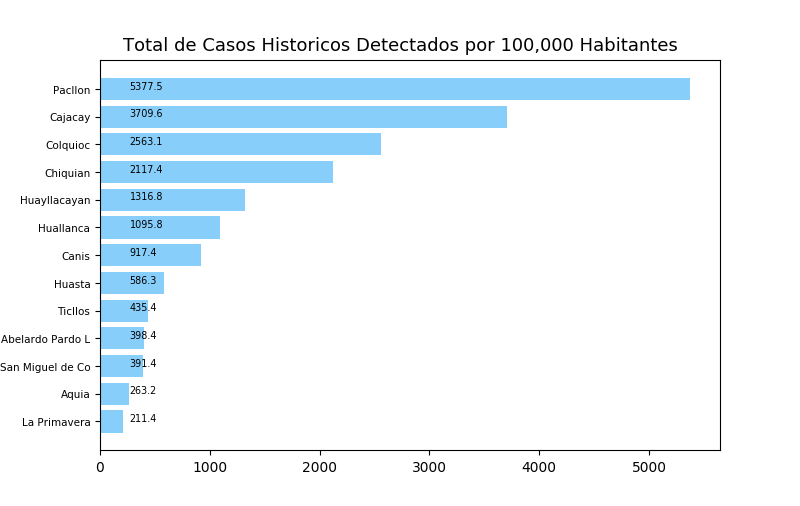 Total de Casos Historicos Detectados por 100,000 Habitantes
Pacllon 5377.5
Cajacay 3709.6
Colquioc 2563.1
Chiquian 2117.4
Huayllacayan 1316.8
Huallanca 1095.8
Canis 917.4
Huasta 586.3
Ticllos 435.4
Abelardo Pardo L 398.4
San Miguel de Co 391.4
Aquia 263.2
La Primavera 211.4
0 1000 2000 3000 4000 5000